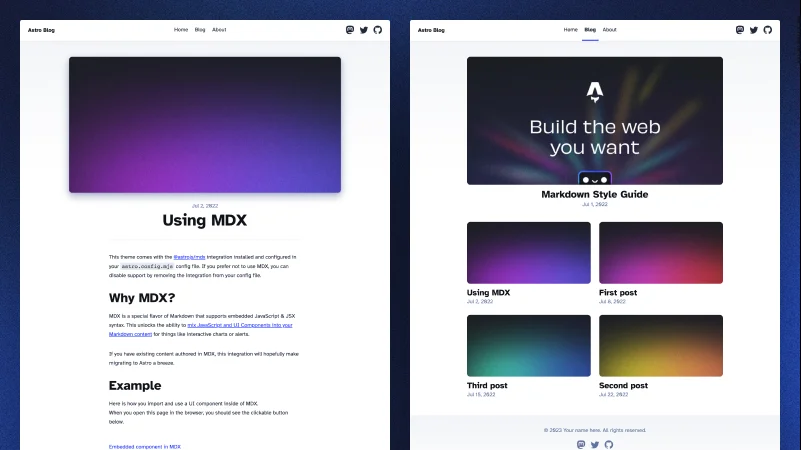 Astro Blog
Home Blog About
Jul 2, 2022
Using MDX
This theme comes with the @astrojs/mdx integration installed and configured in
your astro.config.mjs config file. If you prefer not to use MDX, you can
disable support by removing the integration from your config file.
Why MDX?
MDX is a special flavor of Markdown that supports embedded JavaScript & JSX
syntax. This unlocks the ability to mix JavaScript and UI Components into your
Markdown content for things like interactive charts or alerts.
If you have existing content authored in MDX, this integration will hopefully make
migrating to Astro a breeze.
Example
Here is how you import and use a UI component inside of MDX.
When you open this page in the browser, you should see the clickable button
below.
Embedded component in MDX
Astro Blog
Home Blog About
Build the web
you want
Markdown Style Guide
Jul 1, 2022
Using MDX
Jul 2, 2022
First post
Jul 8, 2022
Third post
Jul 15, 2022
Second post
Jul 22, 2022
© 2023 Your name here. All rights reserved.